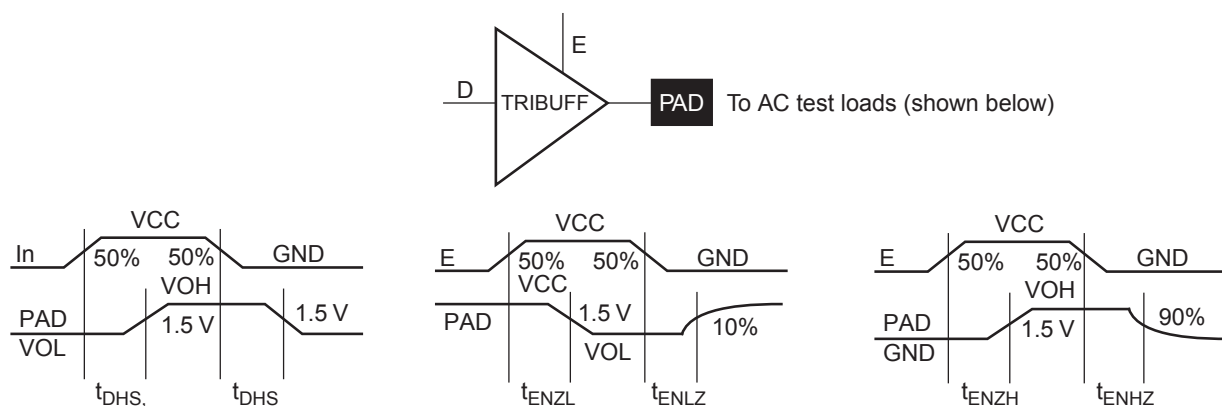 E
D
TRIBUFF
PAD
To AC test loads (shown below)
VCC
In
50%
50%
GND
VOH
PAD
1.5 V
1.5 V
VOL
tDHS,
tDHS
VCC
E
50%
50%
GND
VCC
PAD
1.5 V
10%
VOL
tENZL
tENLZ
VCC
E
50%
50%
GND
VOH
PAD
1.5 V
90%
GND
tENZH
tENHZ